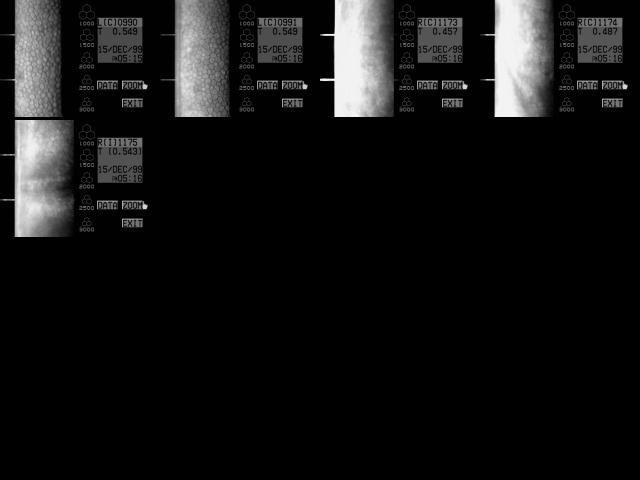 L(C)0990
1000
T 0.549
1500
15/DEC/99
PM05:15
2000
DATA ZOOM
2500
EXIT
3000
L(C)0991
1000
T 0.549
1500
15/DEC/99
PM05:16
2000
DATA ZOOM
2500
EXIT
3000
R(C)1173
1000
T 0.457
1500
15/DEC/99
PM05:16
2000
DATA ZOOM
2500
EXIT
3000
R(C)1174
1000
T 0.487
1500
15/DEC/99
PM05:16
2000
DATA ZOOM
2500
EXIT
3000
R(I)1175
1000
T (0.543)
1500
15/DEC/99
PM05:16
2000
DATA ZOOM
2500
EXIT
3000